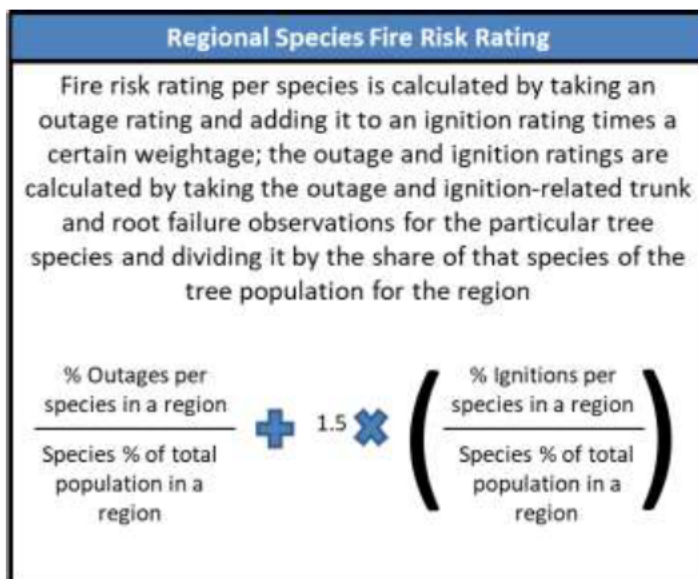 Regional Species Fire Risk Rating
Fire risk rating per species is calculated by taking an
outage rating and adding it to an ignition rating times a
certain weightage; the outage and ignition ratings are
calculated by taking the outage and ignition-related trunk
and root failure observations for the particular tree
species and dividing it by the share of that species of the
tree population for the region
% Outages per
species in a region
Species % of total
population in a
region
1.5
% Ignitions per
species in a region
Species % of total
population in a
region